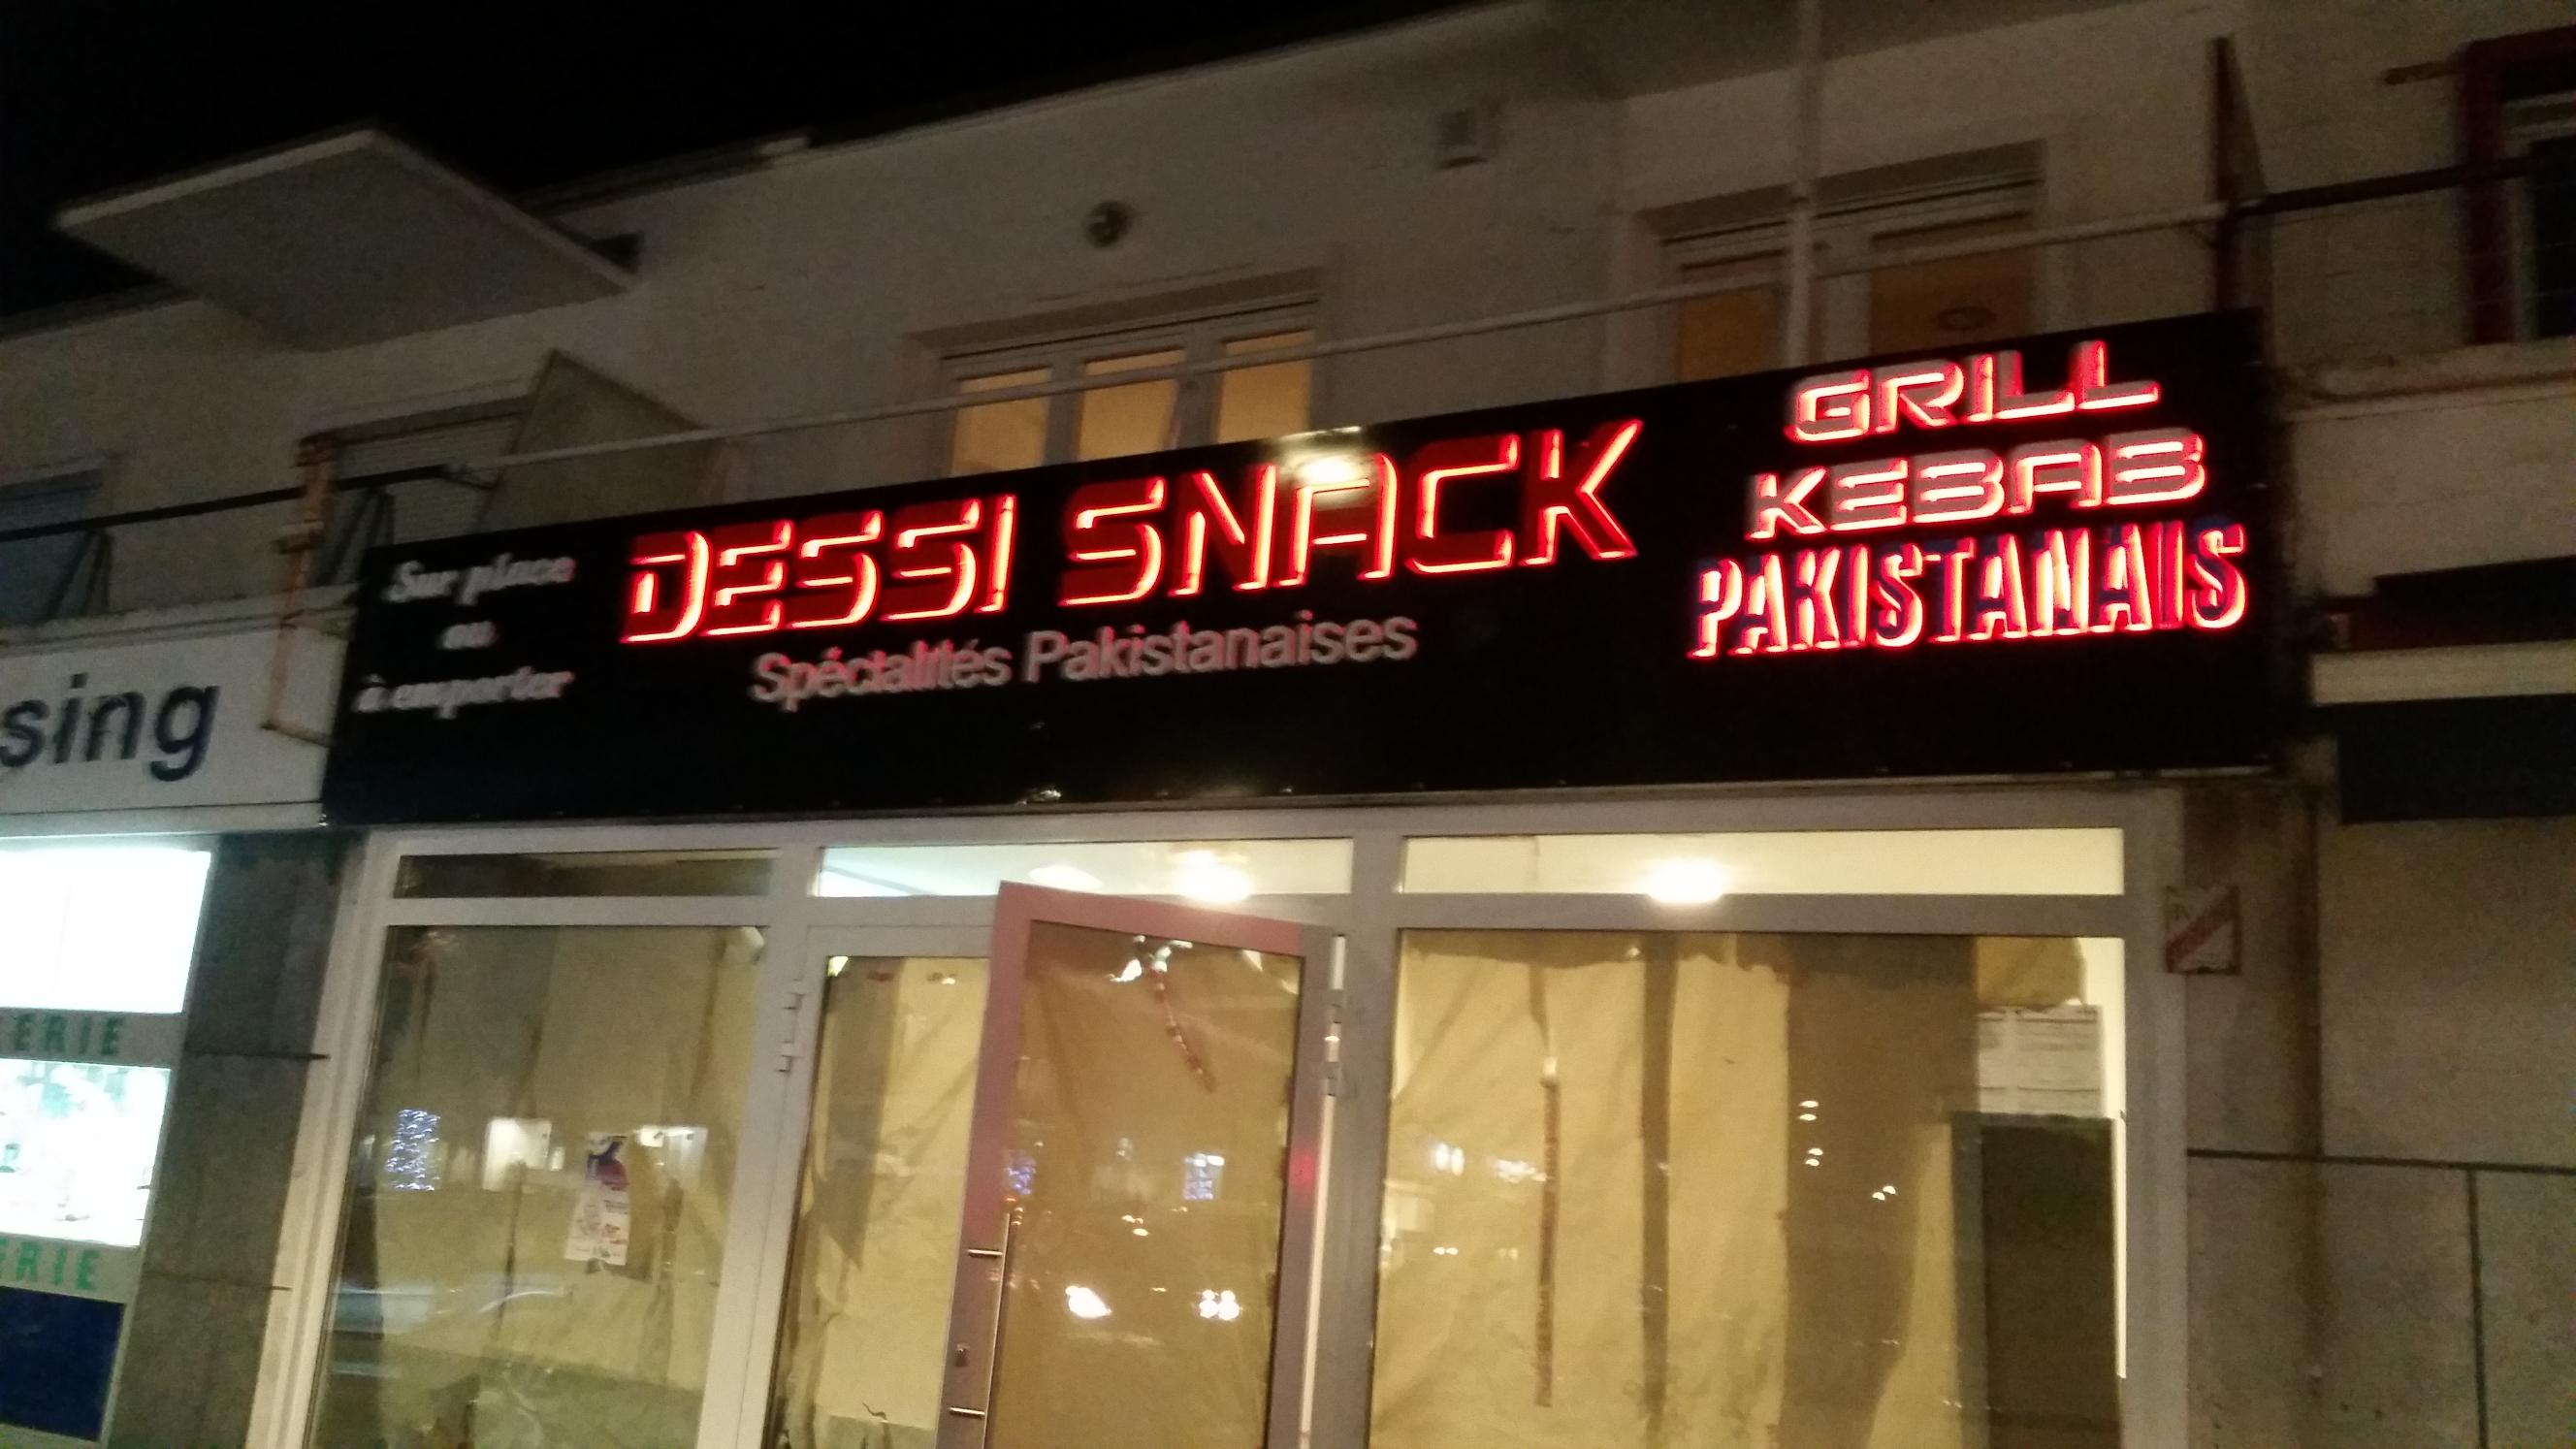 Sur place
ou
à emporter
DESSI SNACK
Spécialités Pakistanaises
GRILL
KEBAB
PAKISTANAIS
sing
ERIE
ERIE